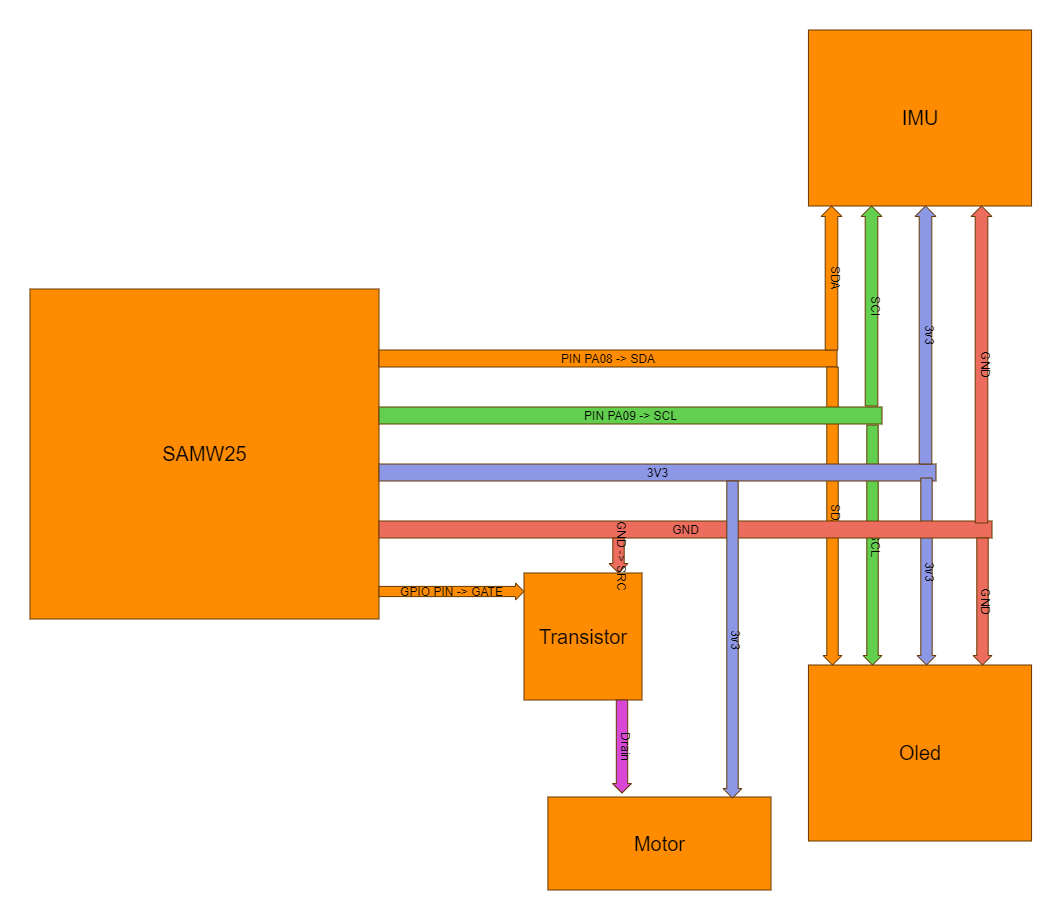 IMU
SDA
SCl
3v3
GND
PIN PA08 -> SDA
PIN PA09 -> SCL
SAMW25
3V3
SD
GND
GND -> SRC
SCL
3v3
GPIO PIN -> GATE
GND
Transistor
3v3
Drain
Oled
Motor